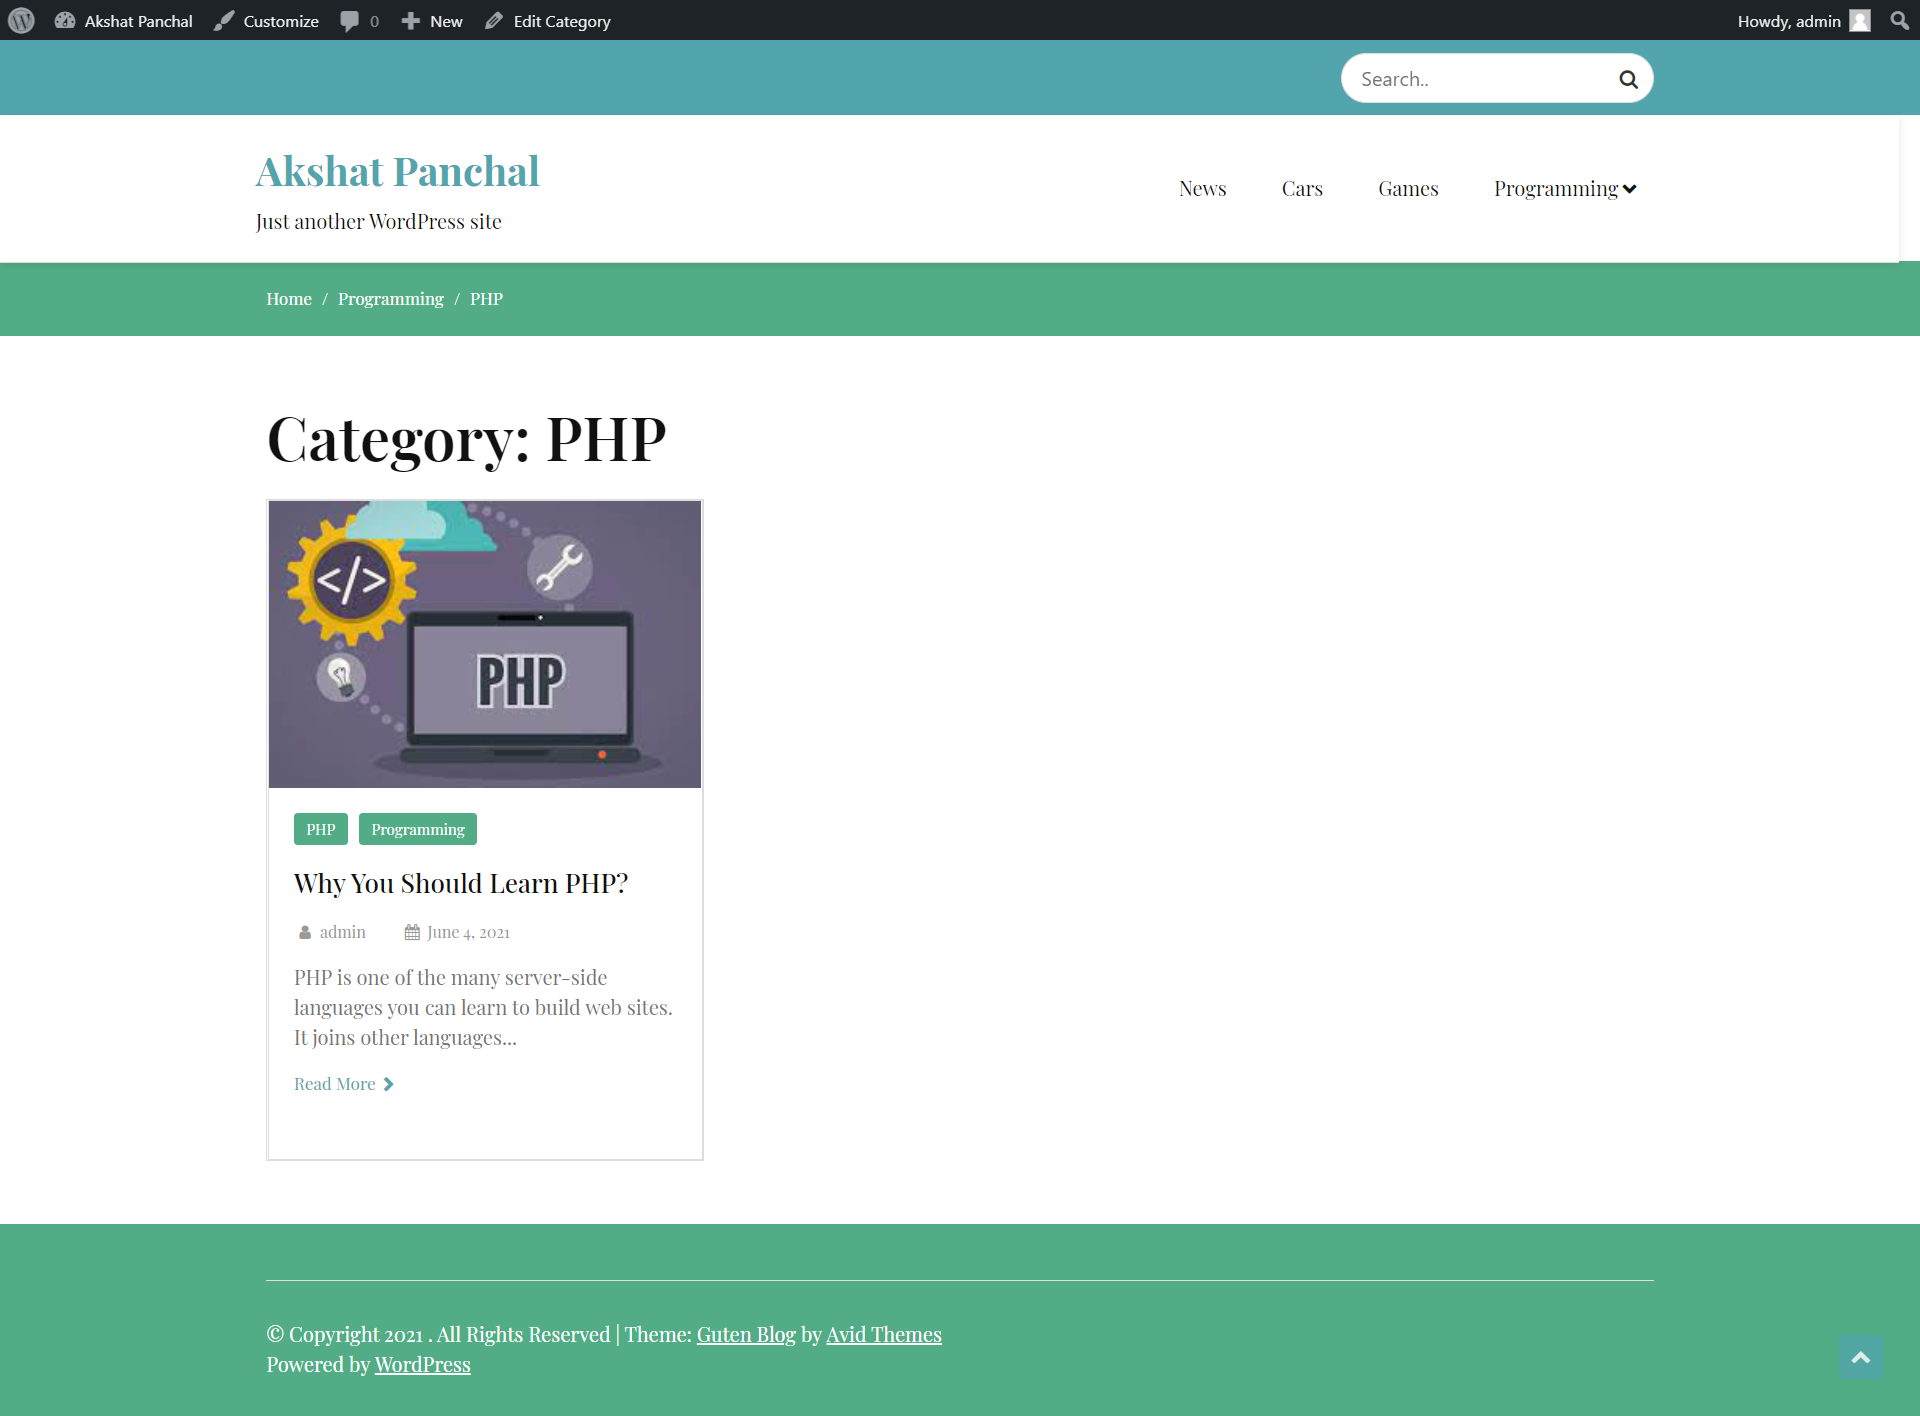 Akshat Panchal Customize 0 New Edit Category Howdy, admin
Search..
Akshat Panchal
Just another WordPress site
News Cars Games Programming
Home / Programming / PHP
Category: PHP
</>
PHP
PHP Programming
Why You Should Learn PHP?
admin June 4, 2021
PHP is one of the many server-side
languages you can learn to build web sites.
It joins other languages...
Read More
© Copyright 2021 . All Rights Reserved | Theme: Guten Blog by Avid Themes
Powered by WordPress